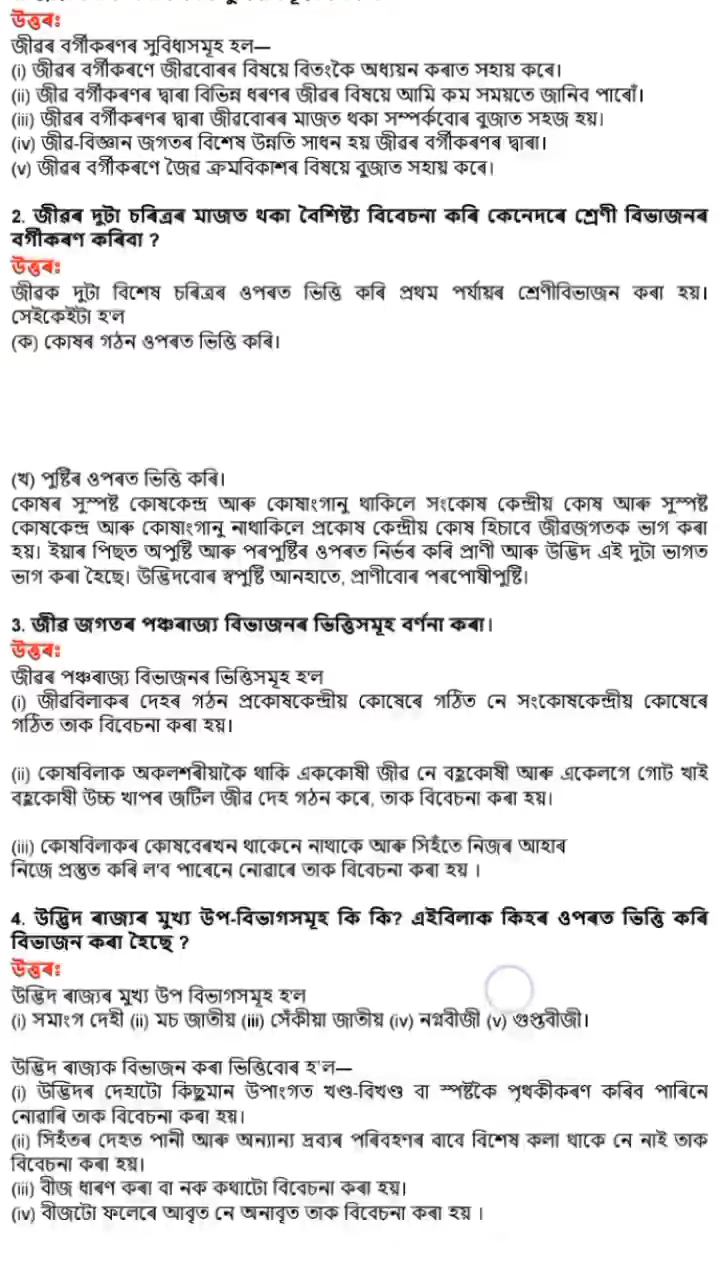 উত্তৰঃ
জীৱৰ বৰ্গীকৰণৰ সুবিধাসমূহ হল—
(i) জীৱৰ বৰ্গীকৰণে জীৱবোৰৰ বিষয়ে বিতংকৈ অধ্যয়ন কৰাত সহায় কৰে।
(ii) জীৱ বৰ্গীকৰণৰ দ্বাৰা বিভিন্ন ধৰণৰ জীৱৰ বিষয়ে আমি কম সময়তে জানিব পাৰোঁ।
(iii) জীৱৰ বৰ্গীকৰণৰ দ্বাৰা জীৱবোৰৰ মাজত থকা সম্পৰ্কবোৰ বুজাত সহজ হয়।
(iv) জীৱ-বিজ্ঞান জগতৰ বিশেষ উন্নতি সাধন হয় জীৱৰ বৰ্গীকৰণৰ দ্বাৰা।
(v) জীৱৰ বৰ্গীকৰণে জৈৱ ক্ৰমবিকাশৰ বিষয়ে বুজাত সহায় কৰে।
2. জীৱৰ দুটা চৰিত্ৰৰ মাজত থকা বৈশিষ্ট্য বিবেচনা কৰি কেনেদৰে শ্ৰেণী বিভাজনৰ
বৰ্গীকৰণ কৰিবা ?
উত্তৰঃ
জীৱক দুটা বিশেষ চৰিত্ৰৰ ওপৰত ভিত্তি কৰি প্ৰথম পৰ্যায়ৰ শ্ৰেণীবিভাজন কৰা হয়।
সেইকেইটা হ'ল
(ক) কোষৰ গঠন ওপৰত ভিত্তি কৰি।
(খ) পুষ্টিৰ ওপৰত ভিত্তি কৰি।
কোষৰ সুস্পষ্ট কোষকেন্দ্ৰ আৰু কোষাংগানু থাকিলে সংকোষ কেন্দ্ৰীয় কোষ আৰু সুস্পষ্ট
কোষকেন্দ্ৰ আৰু কোষাংগানু নাথাকিলে প্ৰকোষ কেন্দ্ৰীয় কোষ হিচাবে জীৱজগতক ভাগ কৰা
হয়। ইয়াৰ পিছত অপুষ্টি আৰু পৰপুষ্টিৰ ওপৰত নিৰ্ভৰ কৰি প্ৰাণী আৰু উদ্ভিদ এই দুটা ভাগত
ভাগ কৰা হৈছে। উদ্ভিদবোৰ স্বপুষ্টি আনহাতে, প্ৰাণীবোৰ পৰপোষীপুষ্টি।
3. জীৱ জগতৰ পঞ্চৰাজ্য বিভাজনৰ ভিত্তিসমূহ বৰ্ণনা কৰা।
উত্তৰঃ
জীৱৰ পঞ্চৰাজ্য বিভাজনৰ ভিত্তিসমূহ হ'ল
(i) জীৱবিলাকৰ দেহৰ গঠন প্ৰকোষকেন্দ্ৰীয় কোষেৰে গঠিত নে সংকোষকেন্দ্ৰীয় কোষেৰে
গঠিত তাক বিবেচনা কৰা হয়।
(ii) কোষবিলাক অকলশৰীয়াকৈ থাকি এককোষী জীৱ নে বহুকোষী আৰু একেলগে গোট খাই
বহুকোষী উচ্চ খাপৰ জটিল জীৱ দেহ গঠন কৰে, তাক বিবেচনা কৰা হয়।
(iii) কোষবিলাকৰ কোষবেৰখন থাকেনে নাথাকে আৰু সিহঁতে নিজৰ আহাৰ
নিজে প্ৰস্তুত কৰি ল'ব পাৰেনে নোৱাৰে তাক বিবেচনা কৰা হয় ।
4. উদ্ভিদ ৰাজ্যৰ মুখ্য উপ-বিভাগসমূহ কি কি? এইবিলাক কিহৰ ওপৰত ভিত্তি কৰি
বিভাজন কৰা হৈছে ?
উত্তৰঃ
উদ্ভিদ ৰাজ্যৰ মুখ্য উপ বিভাগসমূহ হ'ল
(i) সমাংগ দেহী (ii) মচ জাতীয় (iii) সেঁকীয়া জাতীয় (iv) নগ্নবীজী (v) গুপ্তবীজী।
উদ্ভিদ ৰাজ্যক বিভাজন কৰা ভিত্তিবোৰ হ'ল—
(i) উদ্ভিদৰ দেহাটো কিছুমান উপাংগত খণ্ড-বিখণ্ড বা স্পষ্টকৈ পৃথকীকৰণ কৰিব পাৰিনে
নোৱাৰি তাক বিবেচনা কৰা হয়।
(ii) সিহঁতৰ দেহত পানী আৰু অন্যান্য দ্ৰব্যৰ পৰিবহণৰ বাবে বিশেষ কলা থাকে নে নাই তাক
বিবেচনা কৰা হয়।
(iii) বীজ ধাৰণ কৰা বা নক কথাটো বিবেচনা কৰা হয়।
(iv) বীজটো ফলেৰে আবৃত নে অনাবৃত তাক বিবেচনা কৰা হয় ।